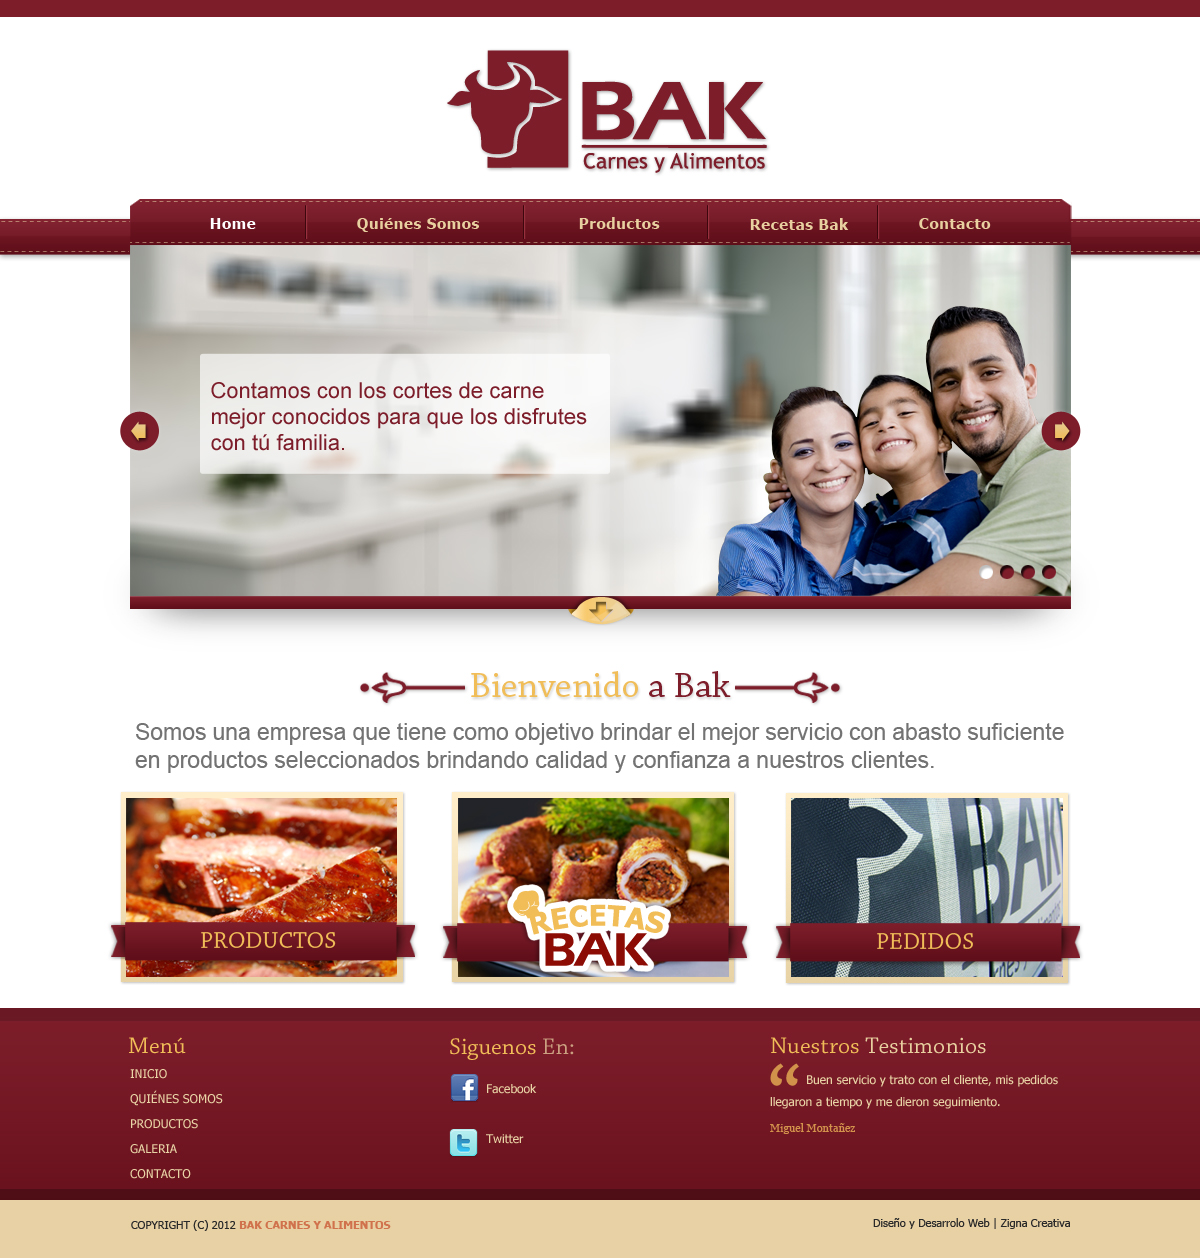 BAK
Carnes y Alimentos
Home
Quiénes Somos
Productos
Recetas Bak
Contacto
Contamos con los cortes de carne
mejor conocidos para que los disfrutes
con tú familia.
Bienvenido a Bak
Somos una empresa que tiene como objetivo brindar el mejor servicio con abasto suficiente
en productos seleccionados brindando calidad y confianza a nuestros clientes.
PRODUCTOS
RECETAS
BAK
BAK
PEDIDOS
Menú
INICIO
QUIÉNES SOMOS
PRODUCTOS
GALERIA
CONTACTO
Siguenos En:
Facebook
Twitter
Nuestros Testimonios
“ Buen servicio y trato con el cliente, mis pedidos
llegaron a tiempo y me dieron seguimiento.
Miguel Montañez
COPYRIGHT (C) 2012 BAK CARNES Y ALIMENTOS
Diseño y Desarrolo Web | Zigna Creativa